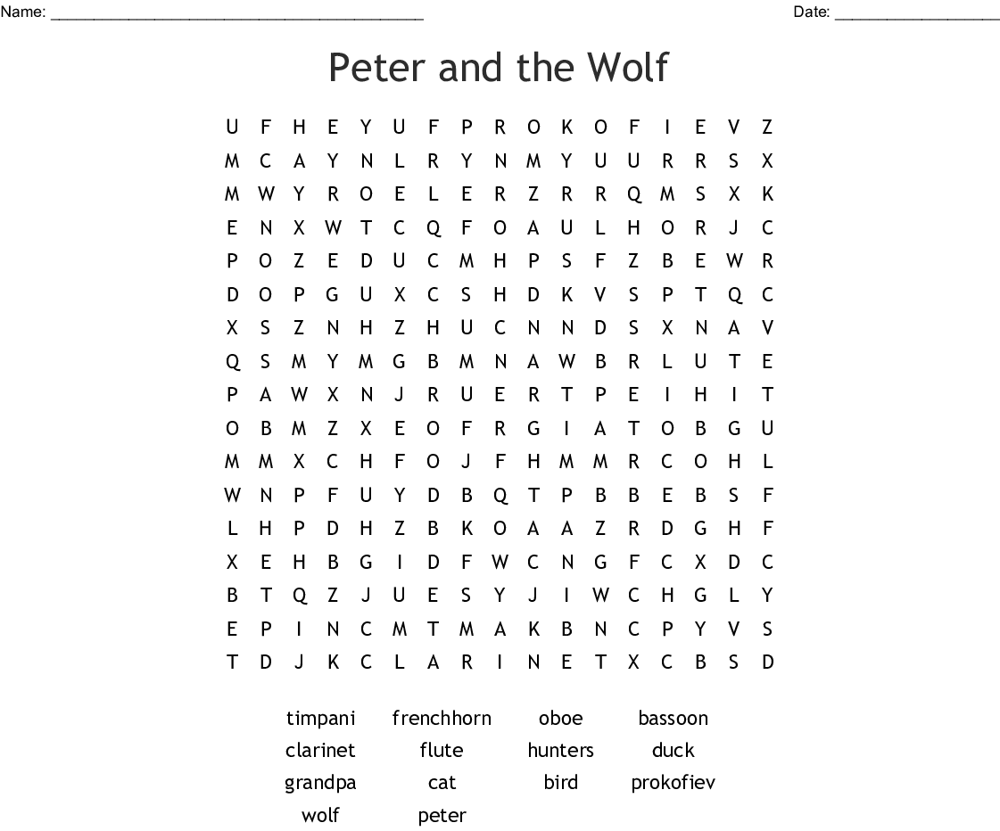 Name: ___________________________________________ Date: ___________________
Peter and the Wolf
U F H E Y U F P R O K O F I E V Z
M C A Y N L R Y N M Y U U R R S X
M W Y R O E L E R Z R R Q M S X K
E N X W T C Q F O A U L H O R J C
P O Z E D U C M H P S F Z B E W R
D O P G U X C S H D K V S P T Q C
X S Z N H Z H U C N N D S X N A V
Q S M Y M G B M N A W B R L U T E
P A W X N J R U E R T P E I H I T
O B M Z X E O F R G I A T O B G U
M M X C H F O J F H M M R C O H L
W N P F U Y D B Q T P B B E B S F
L H P D H Z B K O A A Z R D G H F
X E H B G I D F W C N G F C X D C
B T Q Z J U E S Y J I W C H G L Y
E P I N C M T M A K B N C P Y V S
T D J K C L A R I N E T X C B S D
timpani frenchhorn oboe bassoon
clarinet flute hunters duck
grandpa cat bird prokofiev
wolf peter